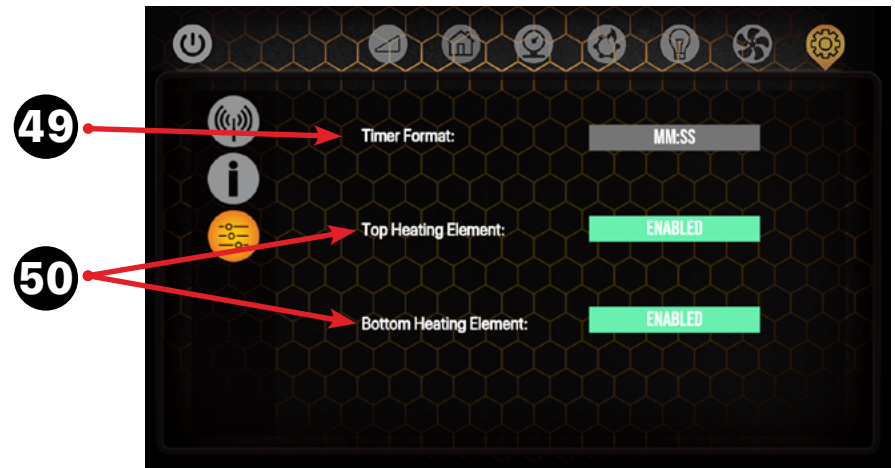 49
Timer Format: MM:SS
Top Heating Element: ENABLED
50
Bottom Heating Element: ENABLED